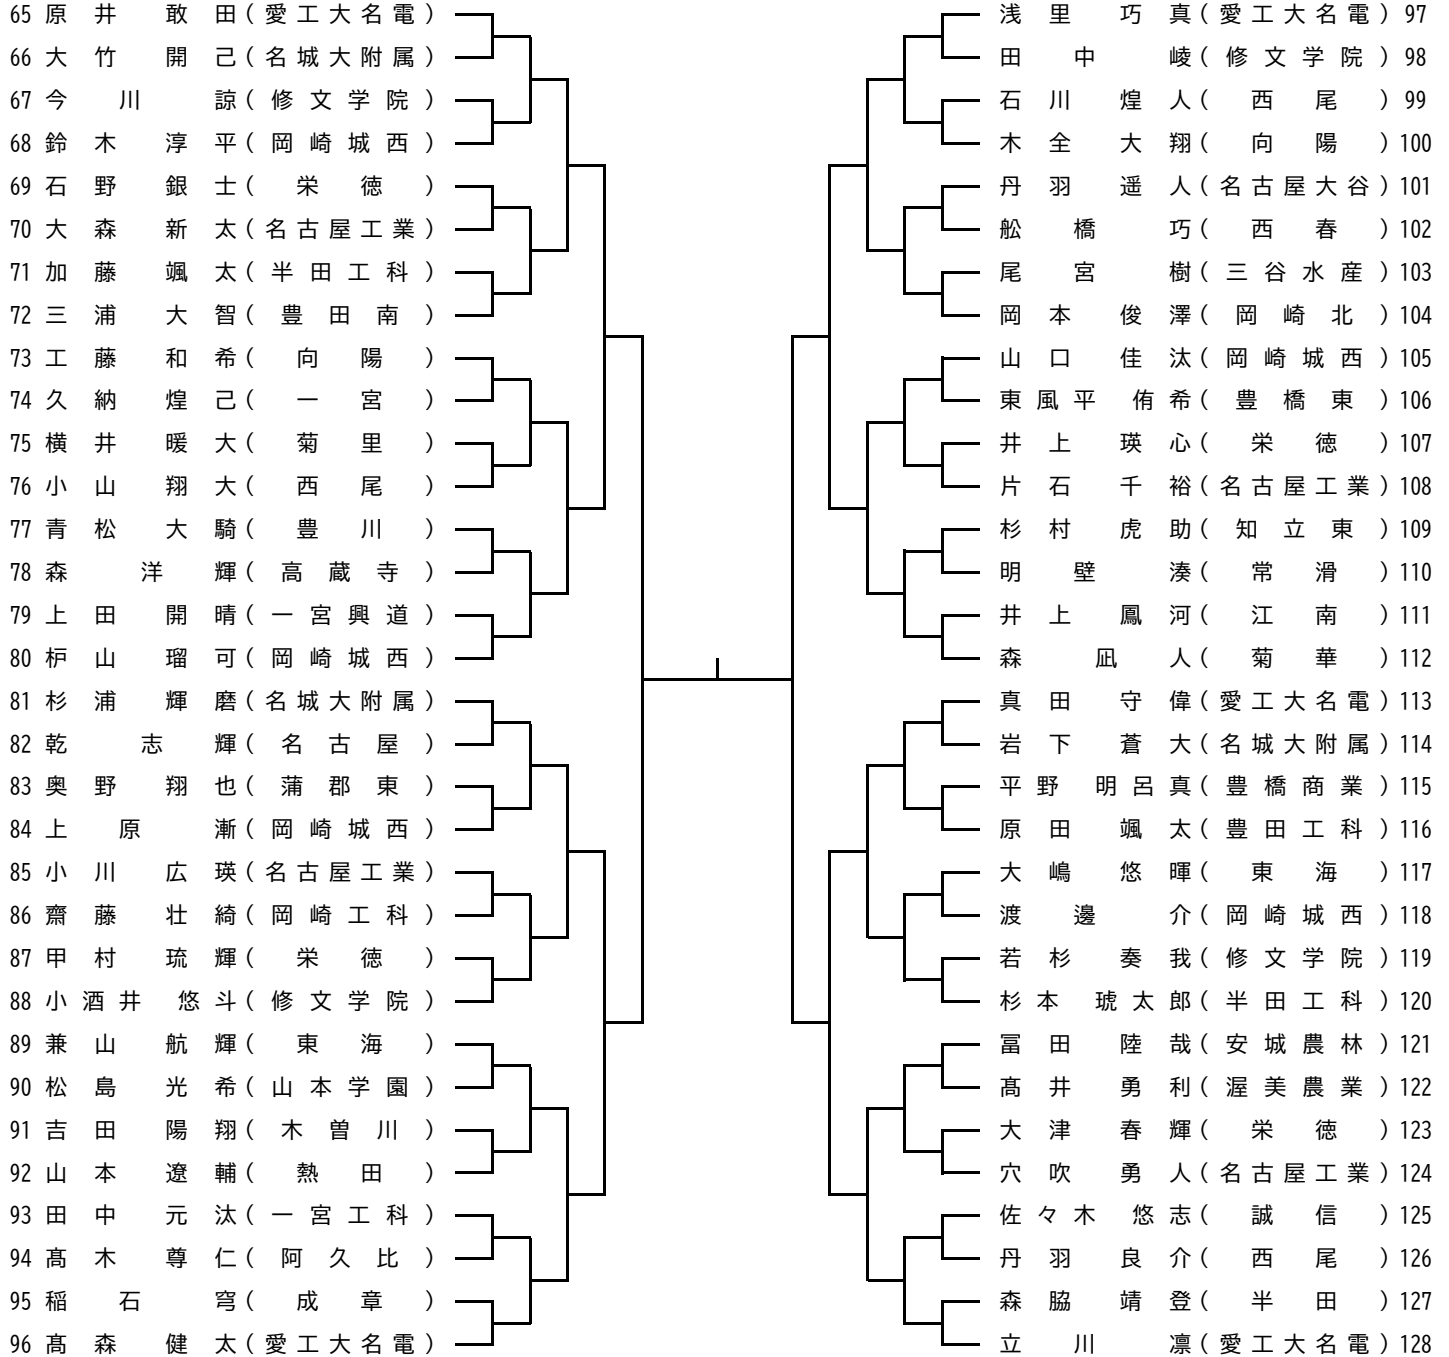 65 原井 敢田 (愛工大名電)
66 大竹 開己 (名城大附属)
67 今川 諒 (修文学院)
68 鈴木 淳平 (岡崎城西)
69 石野 銀士 (栄徳)
70 大森 新太 (名古屋工業)
71 加藤 颯太 (半田工科)
72 三浦 大智 (豊田南)
73 工藤 和希 (向陽)
74 久納 煌己 (一宮)
75 横井 暖大 (菊里)
76 小山 翔大 (西尾)
77 青松 大騎 (豊川)
78 森 洋輝 (高蔵寺)
79 上田 開晴 (一宮興道)
80 枦山 瑠可 (岡崎城西)
81 杉浦 輝磨 (名城大附属)
82 乾 志輝 (名古屋)
83 奥野 翔也 (蒲郡東)
84 上原 漸 (岡崎城西)
85 小川 広瑛 (名古屋工業)
86 齋藤 壮綺 (岡崎工科)
87 甲村 琉輝 (栄徳)
88 小酒井 悠斗 (修文学院)
89 兼山 航輝 (東海)
90 松島 光希 (山本学園)
91 吉田 陽翔 (木曽川)
92 山本 遼輔 (熱田)
93 田中 元汰 (一宮工科)
94 髙木 尊仁 (阿久比)
95 稲石 穹 (成章)
96 髙森 健太 (愛工大名電)
浅里 巧真 (愛工大名電) 97
田中 崚 (修文学院) 98
石川 煌人 (西尾) 99
木全 大翔 (向陽) 100
丹羽 遥人 (名古屋大谷) 101
舩橋 巧 (西春) 102
尾宮 樹 (三谷水産) 103
岡本 俊澤 (岡崎北) 104
山口 佳汰 (岡崎城西) 105
東風平 侑希 (豊橋東) 106
井上 瑛心 (栄徳) 107
片石 千裕 (名古屋工業) 108
杉村 虎助 (知立東) 109
明壁 湊 (常滑) 110
井上 鳳河 (江南) 111
森 凪人 (菊華) 112
真田 守偉 (愛工大名電) 113
岩下 蒼大 (名城大附属) 114
平野 明呂真 (豊橋商業) 115
原田 颯太 (豊田工科) 116
大嶋 悠暉 (東海) 117
渡邊 介 (岡崎城西) 118
若杉 奏我 (修文学院) 119
杉本 琥太郎 (半田工科) 120
冨田 陸哉 (安城農林) 121
髙井 勇利 (渥美農業) 122
大津 春輝 (栄徳) 123
穴吹 勇人 (名古屋工業) 124
佐々木 悠志 (誠信) 125
丹羽 良介 (西尾) 126
森脇 靖登 (半田) 127
立川 凛 (愛工大名電) 128